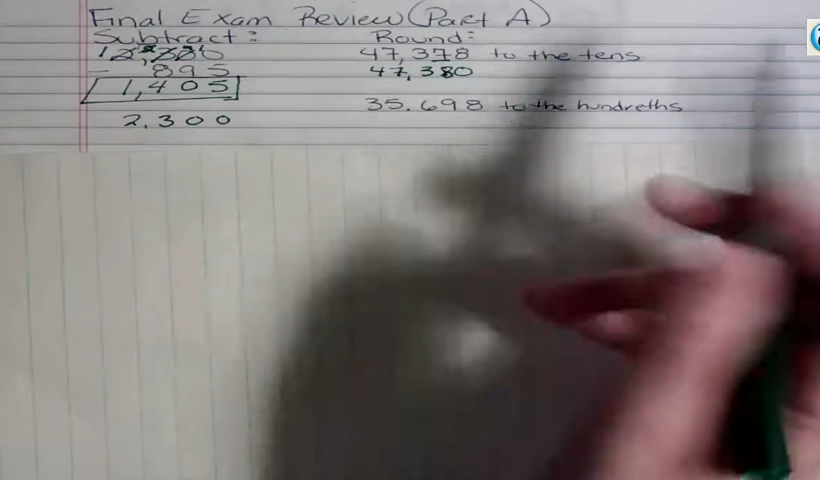 Final Exam Review (Part A)
Subtract:
- 895
1,405
2,300
Round:
47,378 to the tens
47,380
35.698 to the hundreths